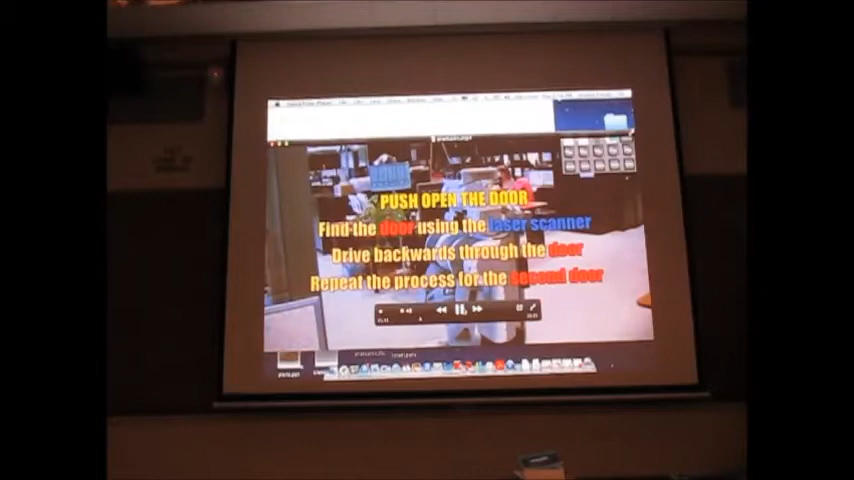 PUSH OPEN THE DOOR
Find the door using the laser scanner
Drive backwards through the door
Repeat the process for the second door